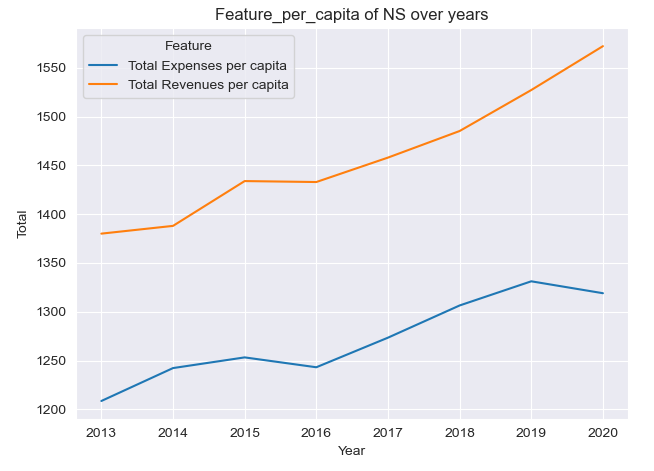 Feature_per_capita of NS over years
Feature
Total Expenses per capita
Total Revenues per capita
1550
1500
1450
1400
1350
1300
1250
1200
Total
2013 2014 2015 2016 2017 2018 2019 2020
Year